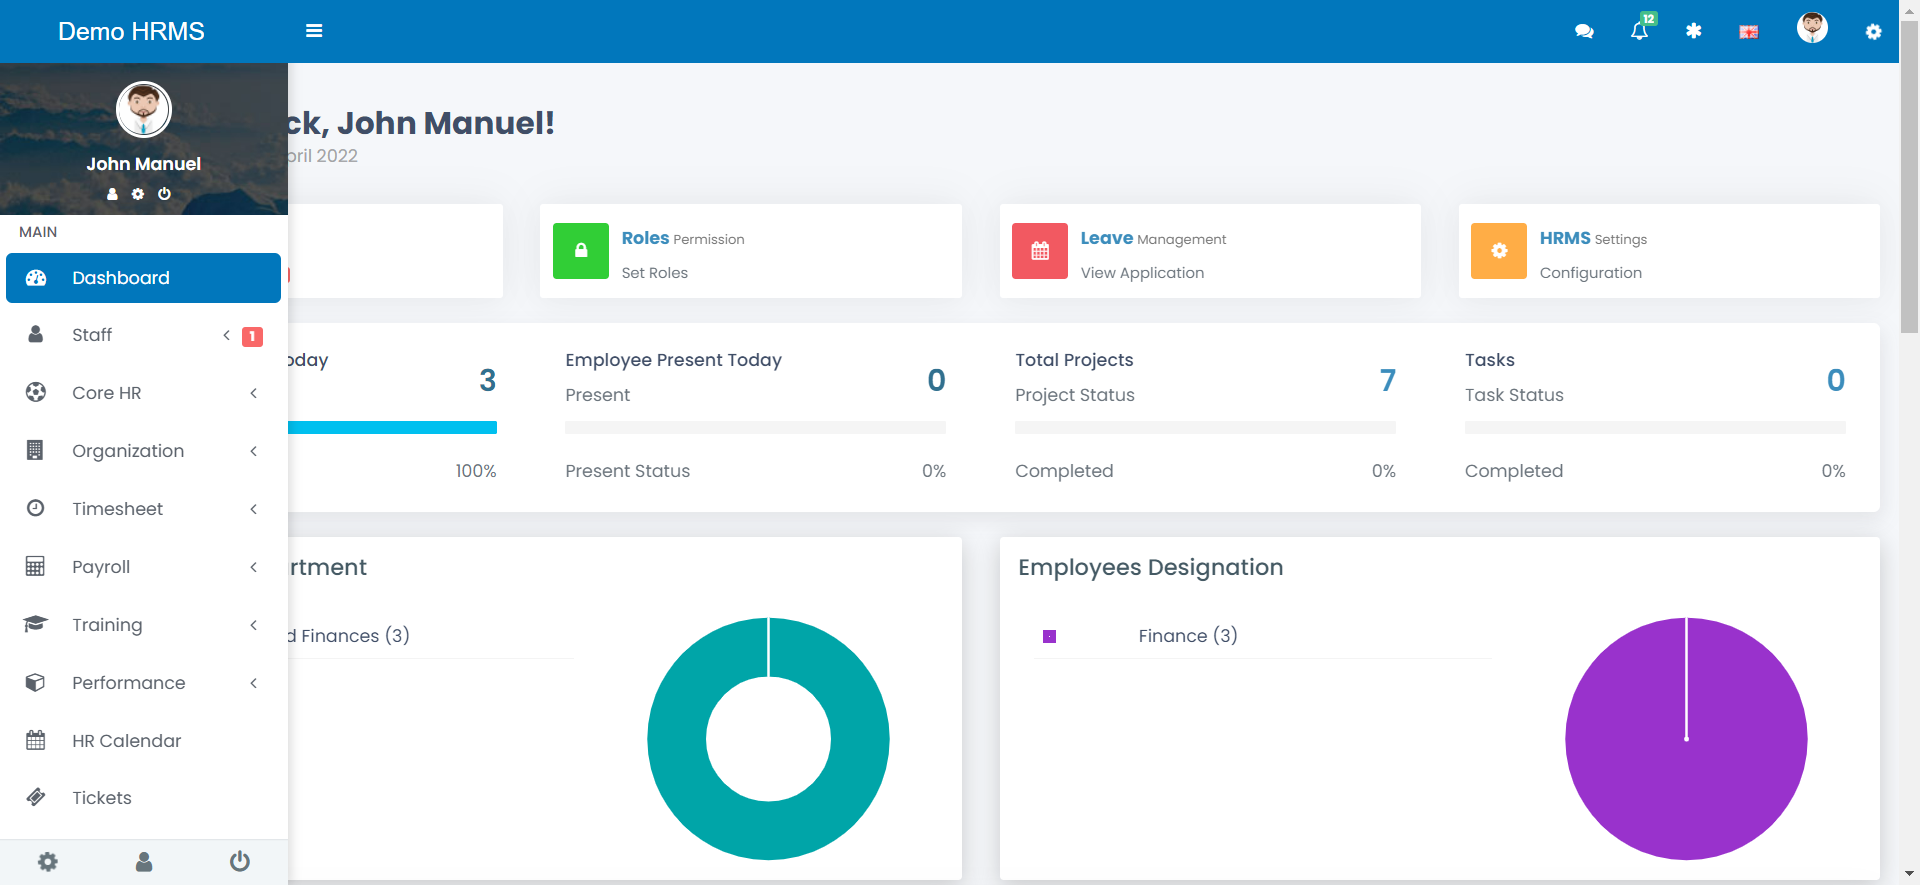 Demo HRMS
12
John Manuel
MAIN
Dashboard
Staff
1
Core HR
Organization
Timesheet
Payroll
Training
Performance
HR Calendar
Tickets
ck, John Manuel!
pril 2022
Roles Permission
Set Roles
Leave Management
View Application
HRMS Settings
Configuration
oday
3
100%
Employee Present Today
0
Present
Present Status
0%
Total Projects
7
Project Status
Completed
0%
Tasks
0
Task Status
Completed
0%
rtment
d Finances (3)
Employees Designation
Finance (3)